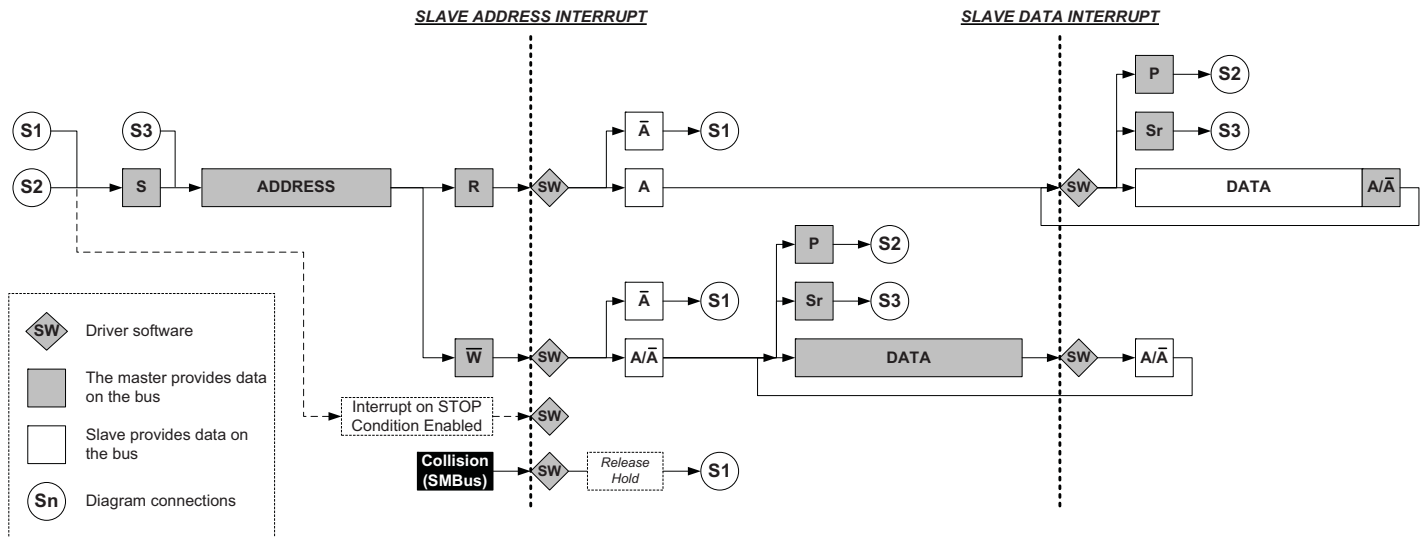 SLAVE ADDRESS INTERRUPT
SLAVE DATA INTERRUPT
P
S2
S1
S3
A̅
S1
Sr
S3
S2
S
ADDRESS
R
SW
A
SW
DATA
A/A̅
P
S2
A̅
S1
Sr
S3
W̅
SW
A/A̅
DATA
SW
A/A̅
Interrupt on STOP
Condition Enabled
SW
Collision
(SMBus)
SW
Release
Hold
S1
SW
Driver software
The master provides data
on the bus
Slave provides data on
the bus
Sn
Diagram connections